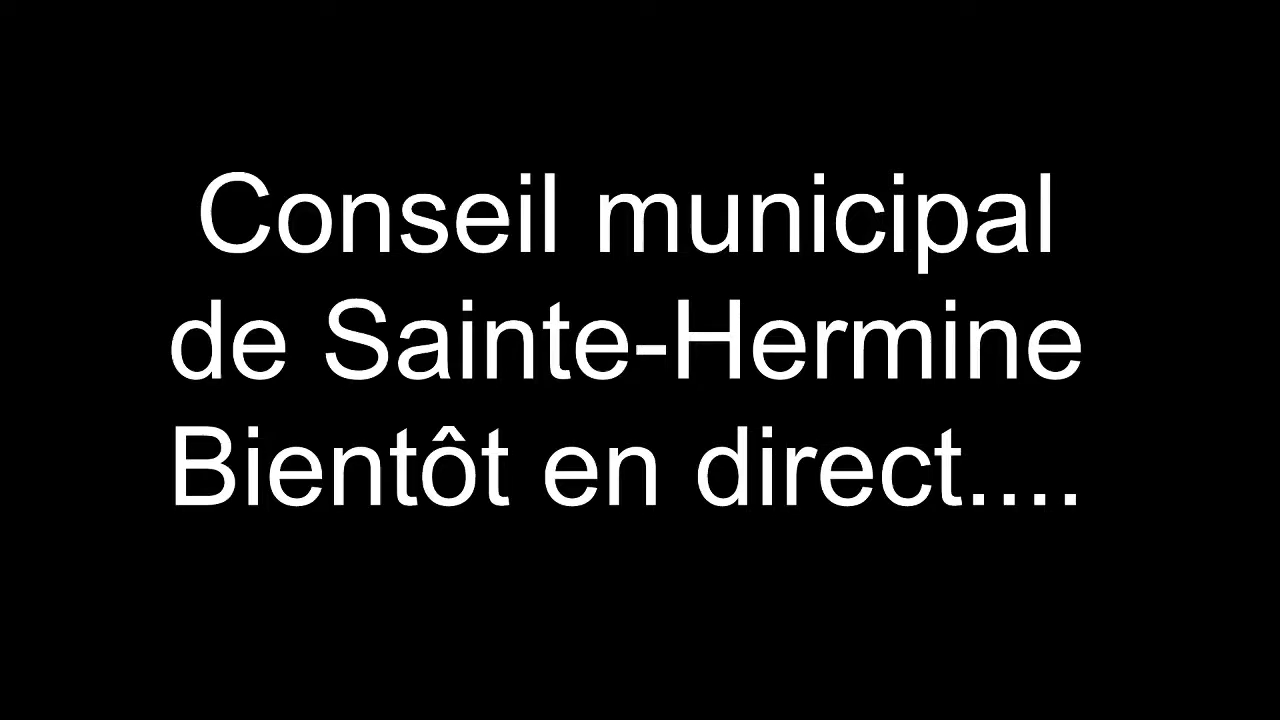 Conseil municipal
de Sainte-Hermine
Bientôt en direct....